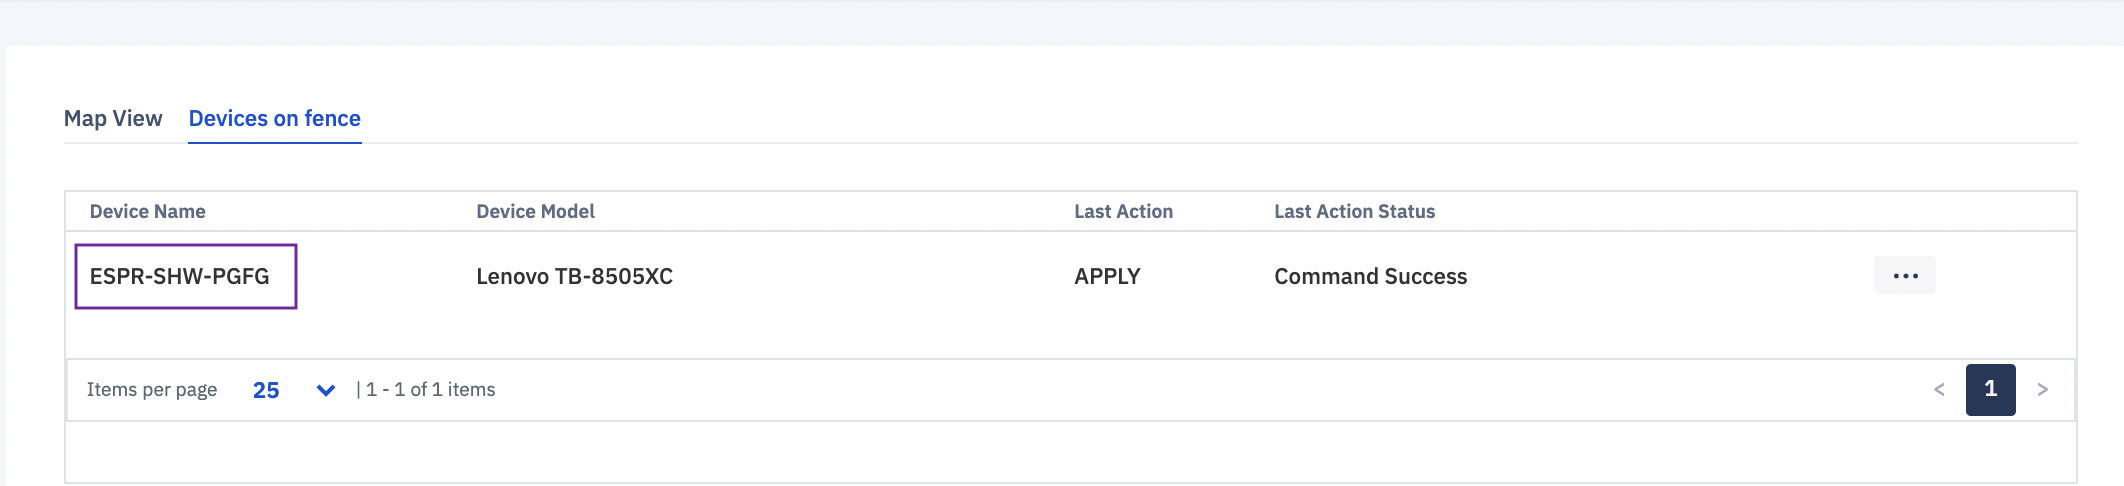 Map View Devices on fence
Device Name Device Model Last Action Last Action Status
ESPR-SHW-PGFG Lenovo TB-8505XC APPLY Command Success
Items per page 25 | 1 - 1 of 1 items < 1 >